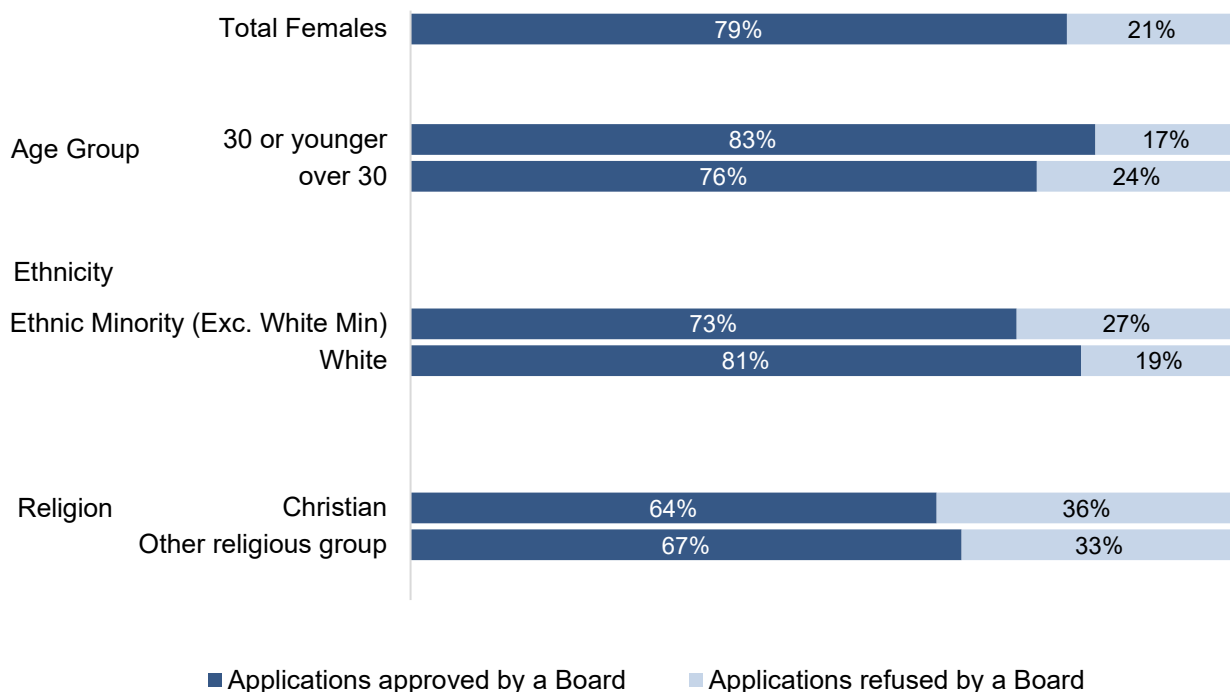 Total Females 79% 21%
Age Group 30 or younger 83% 17%
over 30 76% 24%
Ethnicity
Ethnic Minority (Exc. White Min) 73% 27%
White 81% 19%
Religion Christian 64% 36%
Other religious group 67% 33%
Applications approved by a Board Applications refused by a Board